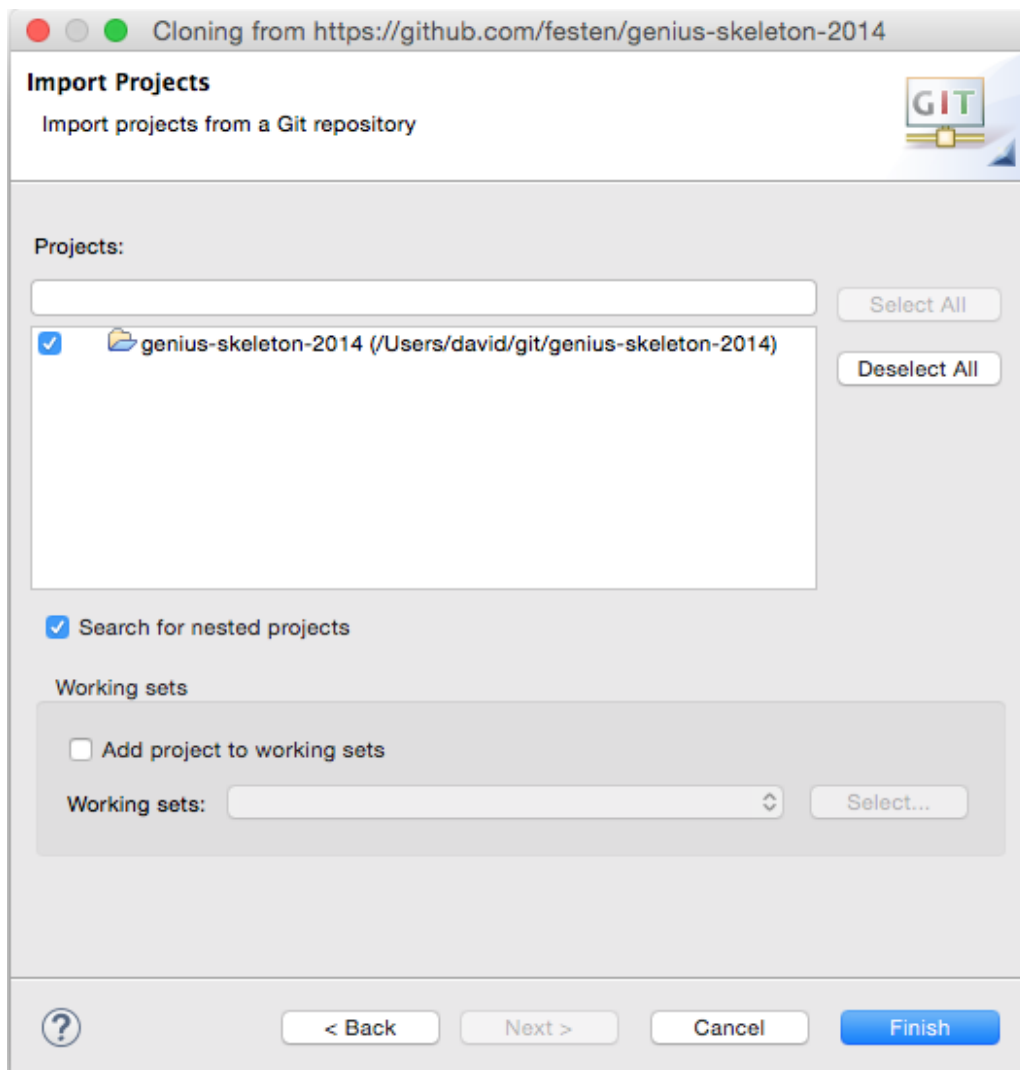 Cloning from https://github.com/festen/genius-skeleton-2014
Import Projects
Import projects from a Git repository
GIT
Projects:
Select All
genius-skeleton-2014 (/Users/david/git/genius-skeleton-2014)
Deselect All
Search for nested projects
Working sets
Add project to working sets
Working sets:
Select...
?
< Back
Next >
Cancel
Finish